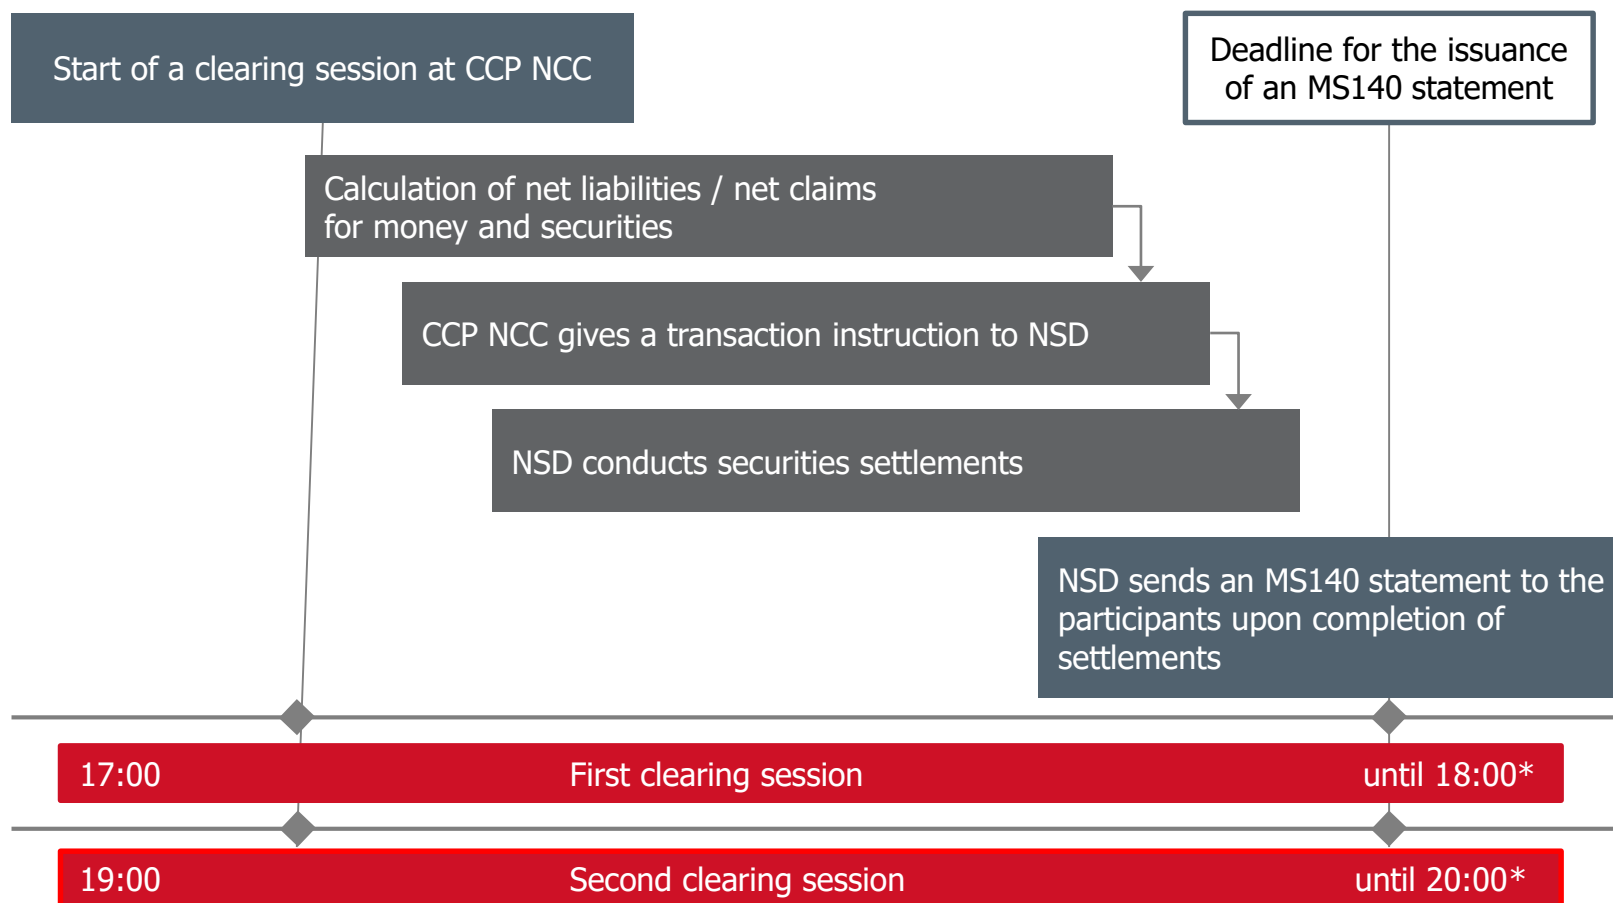 Start of a clearing session at CCP NCC
Deadline for the issuance
of an MS140 statement
Calculation of net liabilities / net claims
for money and securities
CCP NCC gives a transaction instruction to NSD
NSD conducts securities settlements
NSD sends an MS140 statement to the
participants upon completion of
settlements
17:00 First clearing session until 18:00*
19:00 Second clearing session until 20:00*